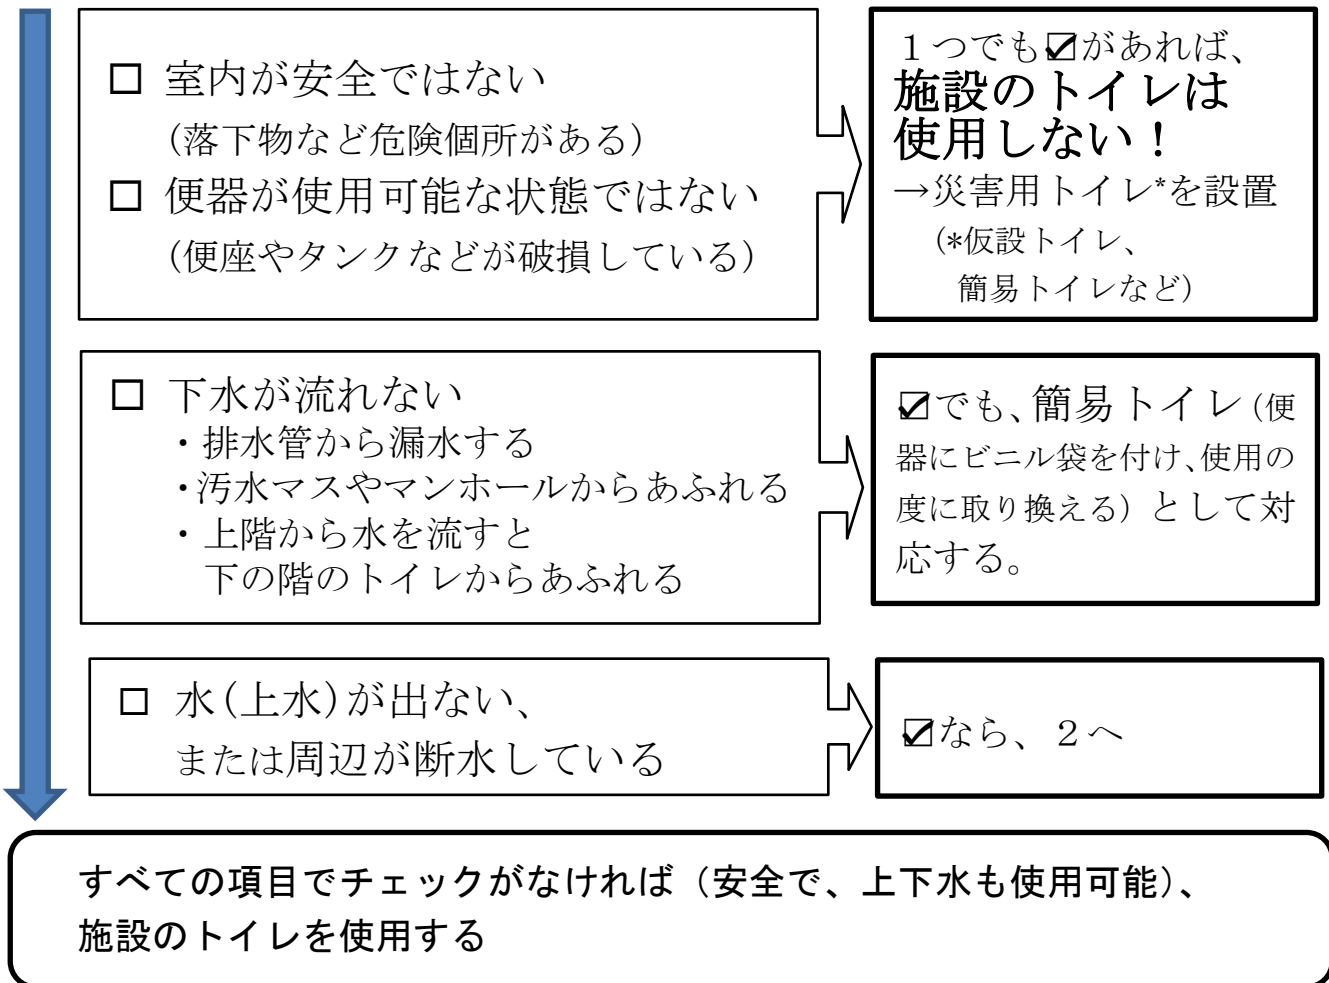 □ 室内が安全ではない
(落下物など危険個所がある)
□ 便器が使用可能な状態ではない
(便座やタンクなどが破損している)
１つでも☑があれば、
施設のトイレは
使用しない！
→災害用トイレ*を設置
(*仮設トイレ、
簡易トイレなど)
□ 下水が流れない
・排水管から漏水する
・汚水マスやマンホールからあふれる
・上階から水を流すと
下の階のトイレからあふれる
☑でも、簡易トイレ(便
器にビニル袋を付け、使用の
度に取り換える)として対
応する。
□ 水(上水)が出ない、
または周辺が断水している
☑なら、２へ
すべての項目でチェックがなければ（安全で、上下水も使用可能）、
施設のトイレを使用する